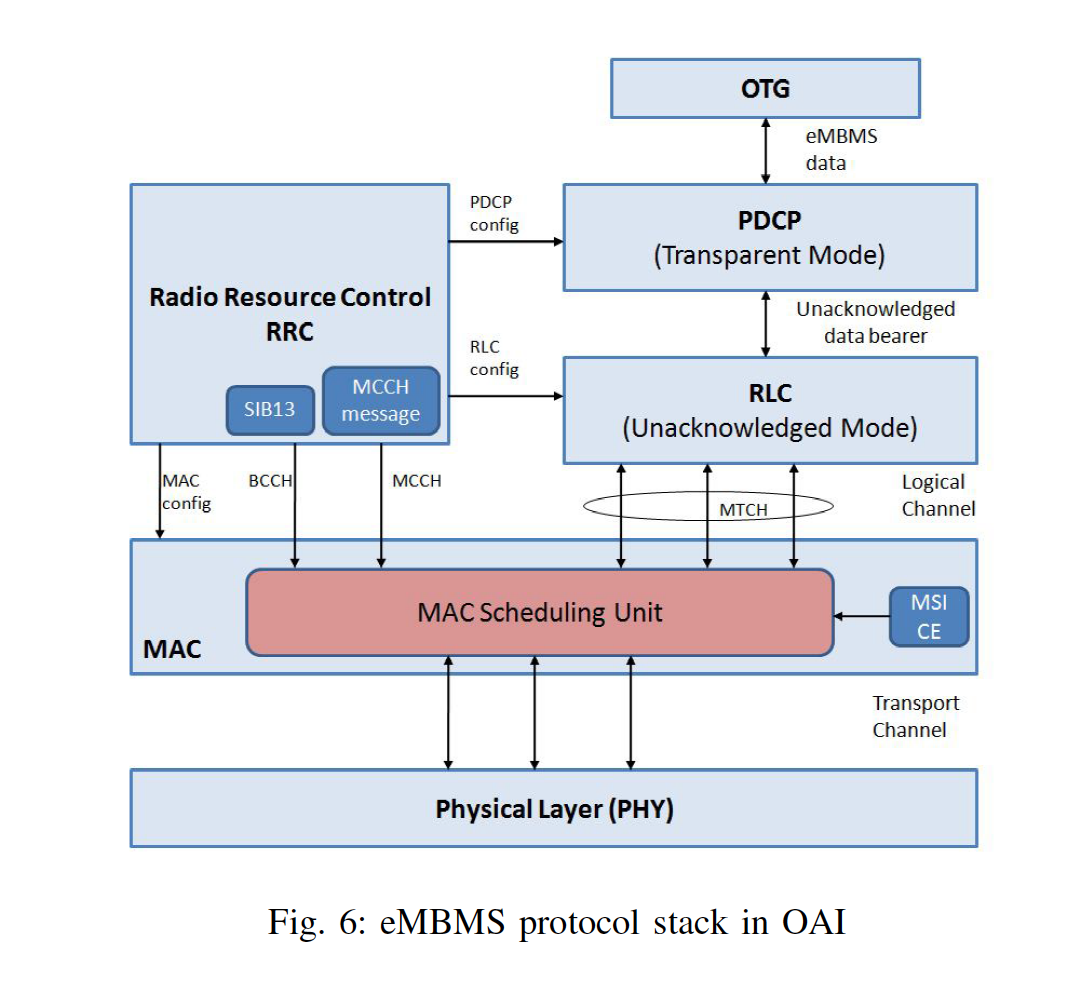 OTG
eMBMS
data
PDCP
config
PDCP
(Transparent Mode)
Radio Resource Control
RRC
Unacknowledged
data bearer
RLC
config
SIB13
MCCH
message
RLC
(Unacknowledged Mode)
MAC
config
BCCH
MCCH
MTCH
Logical
Channel
MAC Scheduling Unit
MSI
CE
MAC
Transport
Channel
Physical Layer (PHY)
Fig. 6: eMBMS protocol stack in OAI